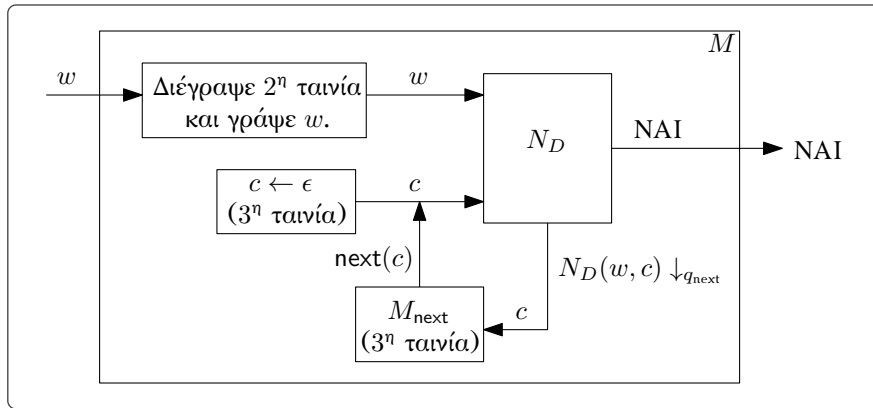 M
w
Διέγραψε 2η ταινία
και γράψε w.
w
N_D
NAI
NAI
c ← ϵ
(3η ταινία)
c
next(c)
N_D(w, c) ↓q_next
M_next
(3η ταινία)
c